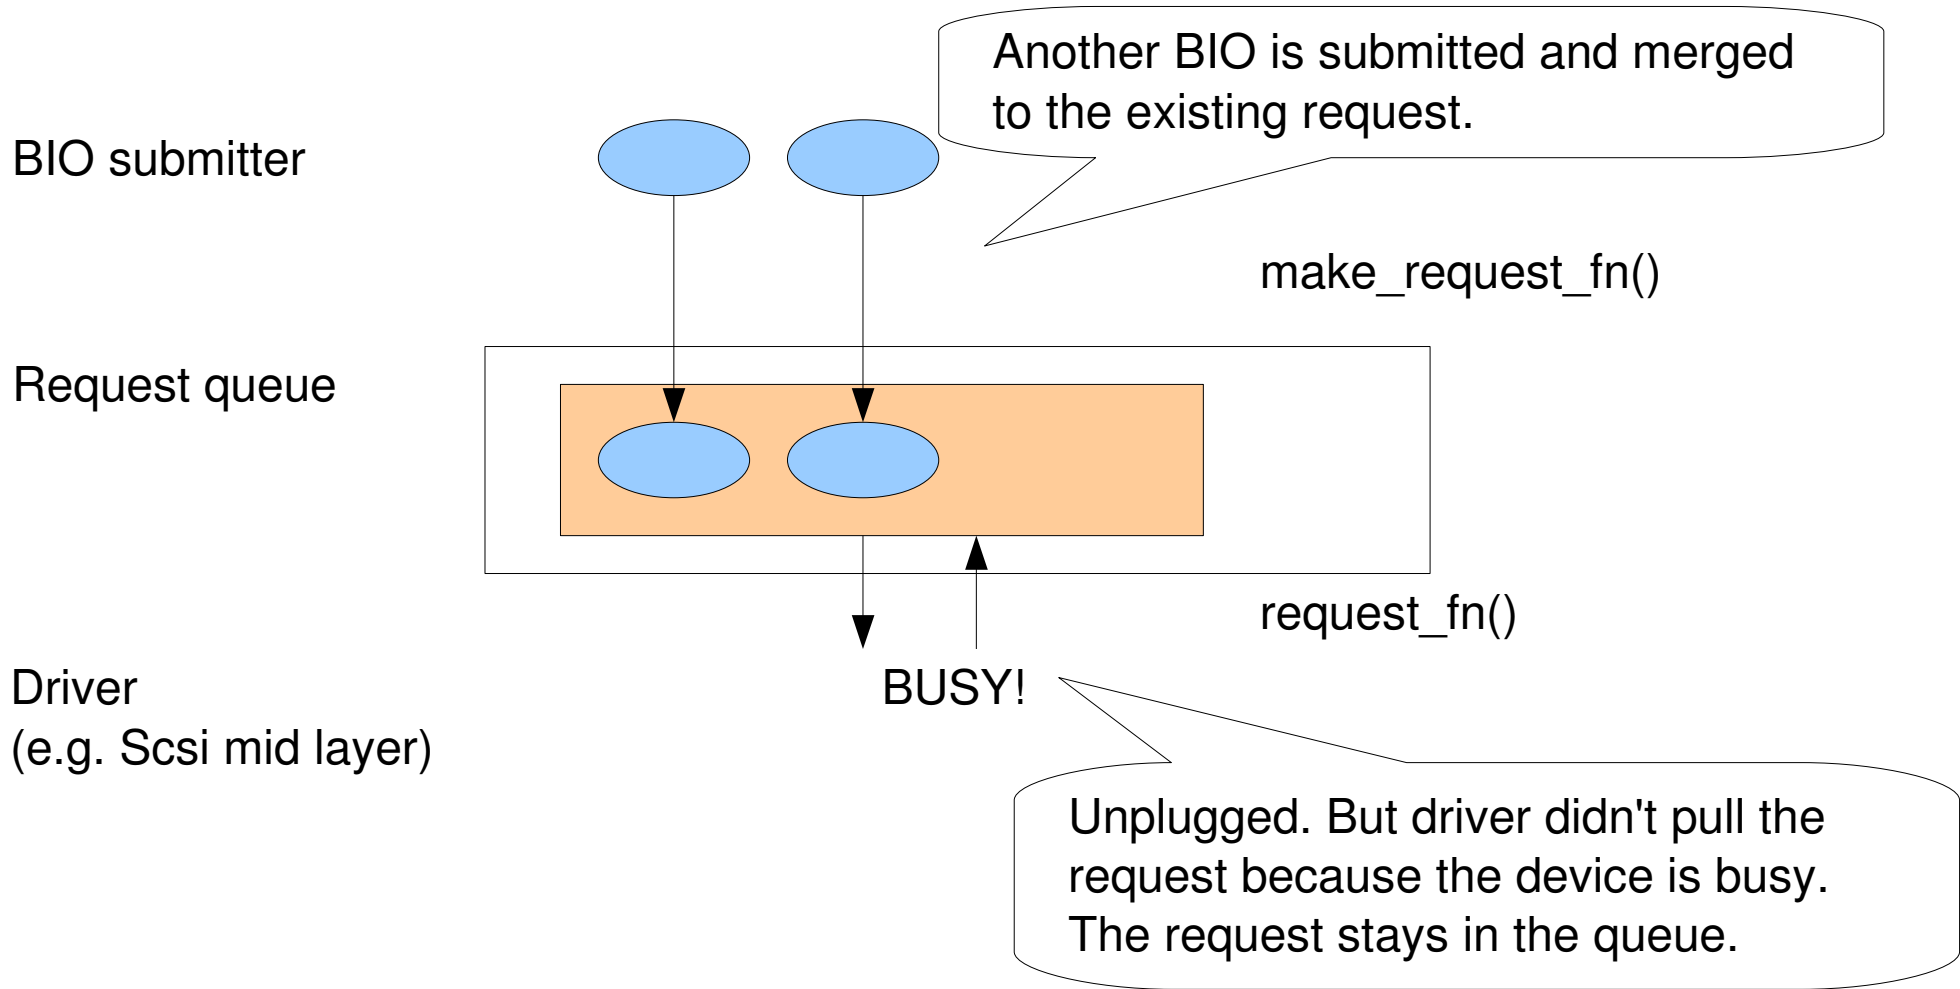 Another BIO is submitted and merged
to the existing request.
BIO submitter
make_request_fn()
Request queue
request_fn()
Driver
(e.g. Scsi mid layer)
BUSY!
Unplugged. But driver didn't pull the
request because the device is busy.
The request stays in the queue.